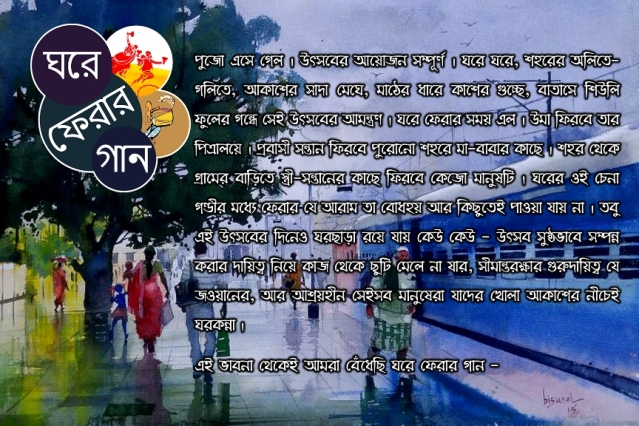 ঘরে
ফেরার
গান
পুজো এসে গেল । উৎসবের আয়োজন সম্পূর্ণ । ঘরে ঘরে, শহরের অলিতে-
গলিতে, আকাশের সাদা মেঘে, মাঠের ধারে কাশের গুচ্ছে, বাতাসে শিউলি
ফুলের গন্ধে সেই উৎসবের আমন্ত্রণ । ঘরে ফেরার সময় এল । উমা ফিরবে তার
পিত্রালয়ে । প্রবাসী সন্তান ফিরবে পুরোনো শহরে মা-বাবার কাছে । শহর থেকে
গ্রামের বাড়িতে স্ত্রী-সন্তানের কাছে ফিরবে কেজো মানুষটি । ঘরের ওই চেনা
গণ্ডীর মধ্যে ফেরার যে আরাম তা বোধহয় আর কিছুতেই পাওয়া যায় না । তবু
এই উৎসবের দিনেও ঘরছাড়া রয়ে যায় কেউ কেউ – উৎসব সুষ্ঠভাবে সম্পন্ন
করার দায়িত্ব নিয়ে কাজ থেকে ছুটি মেলে না যার, সীমান্তরক্ষার গুরুদায়িত্ব যে
জওয়ানের, আর আশ্রয়হীন সেইসব মানুষেরা যাদের খোলা আকাশের নীচেই
ঘরকন্না ।
এই ভাবনা থেকেই আমরা বেঁধেছি ঘরে ফেরার গান –
biswal
15